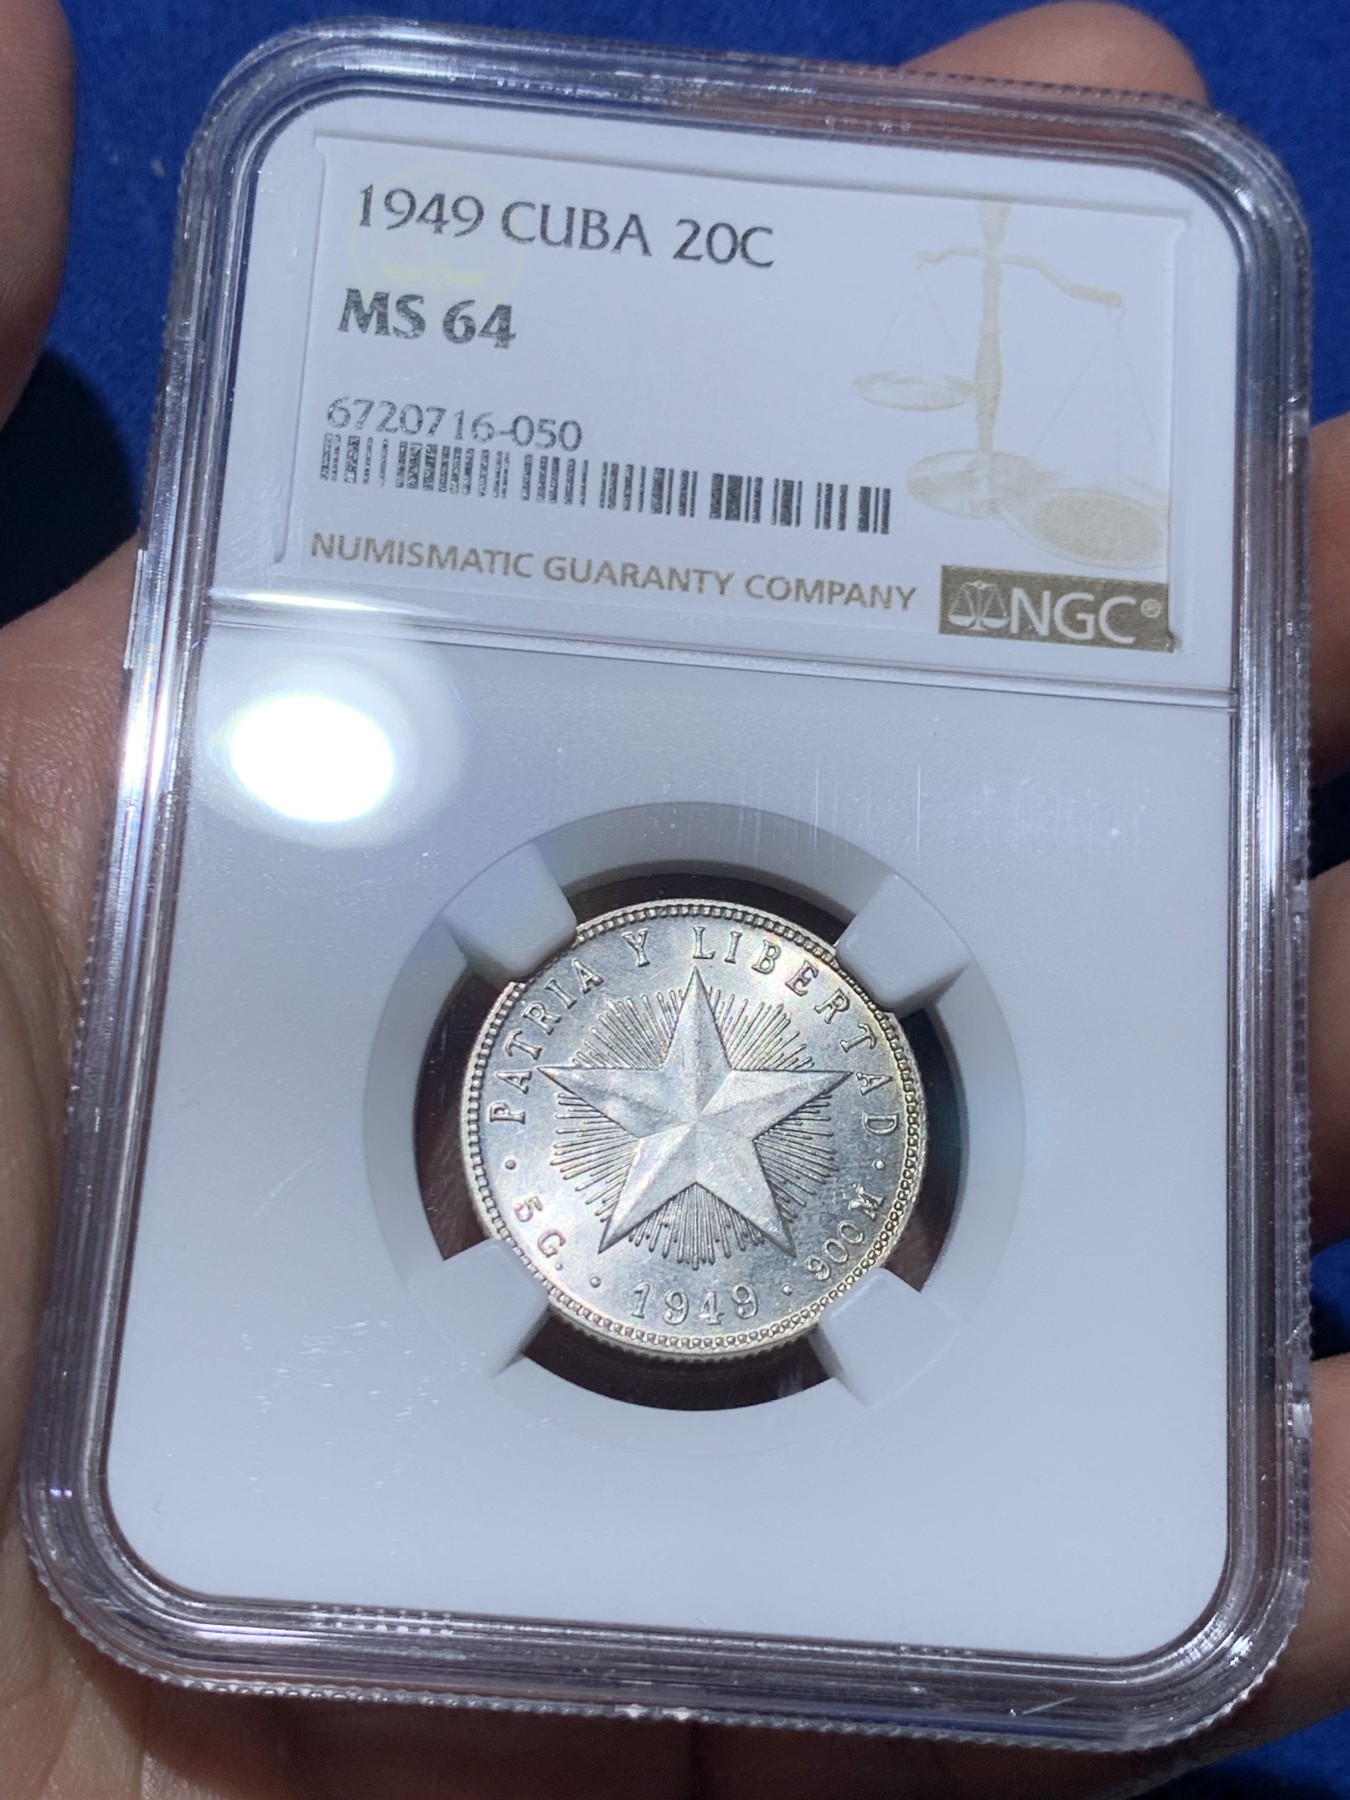 1949 CUBA 20C
MS 64
6720716-050
NUMISMATIC GUARANTY COMPANY
NGC®
PATRIA Y LIBERTAD
· 5 G. · 1949 · 900 M ·